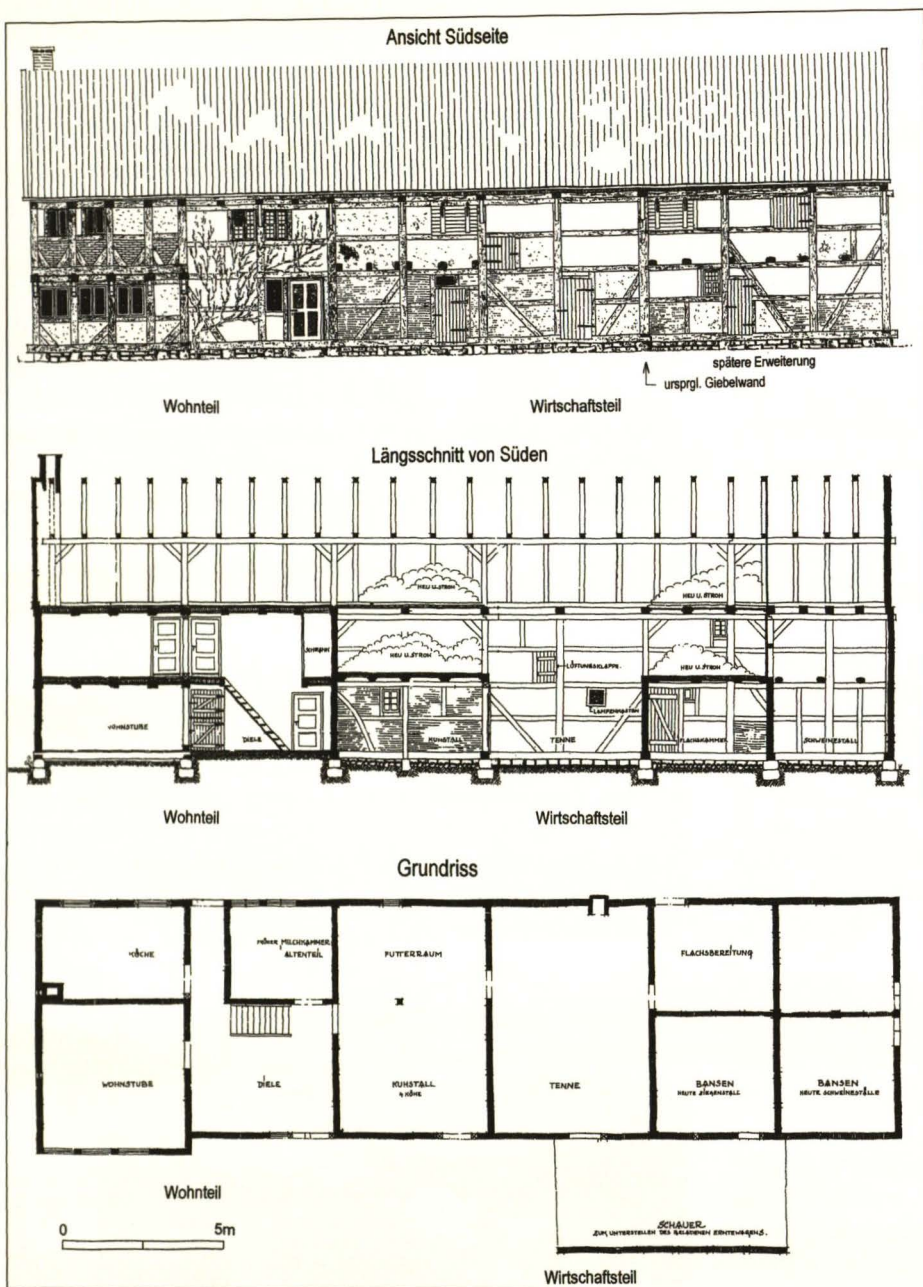 Ansicht Südseite
spätere Erweiterung
ursprgl. Giebelwand
Wohnteil
Wirtschaftsteil
Längsschnitt von Süden
HEU U. STROH
HEU U. STROH
SCHRANK
HEU U. STROH
LÜFTUNGSKLAPPE.
HEU U. STROH
WOHNSTUBE
DIELE
KUHSTALL
TENNE
LAMPENKASTEN
FLACHSKAMMER
SCHWEINESTALL
Wohnteil
Wirtschaftsteil
Grundriss
KÜCHE
FRÜHER MILCHKAMMER
ALTENTEIL
FUTTERRAUM
FLACHSBEREITUNG
WOHNSTUBE
DIELE
KUHSTALL
4 KÜHE
TENNE
BANSEN
HEUTE ZIEGENSTALL
BANSEN
HEUTE SCHWEINESTÄLLE
Wohnteil
0
5m
SCHAUER
ZUM UNTERSTELLEN DES BELADENEN ERNTEWAGENS.
Wirtschaftsteil